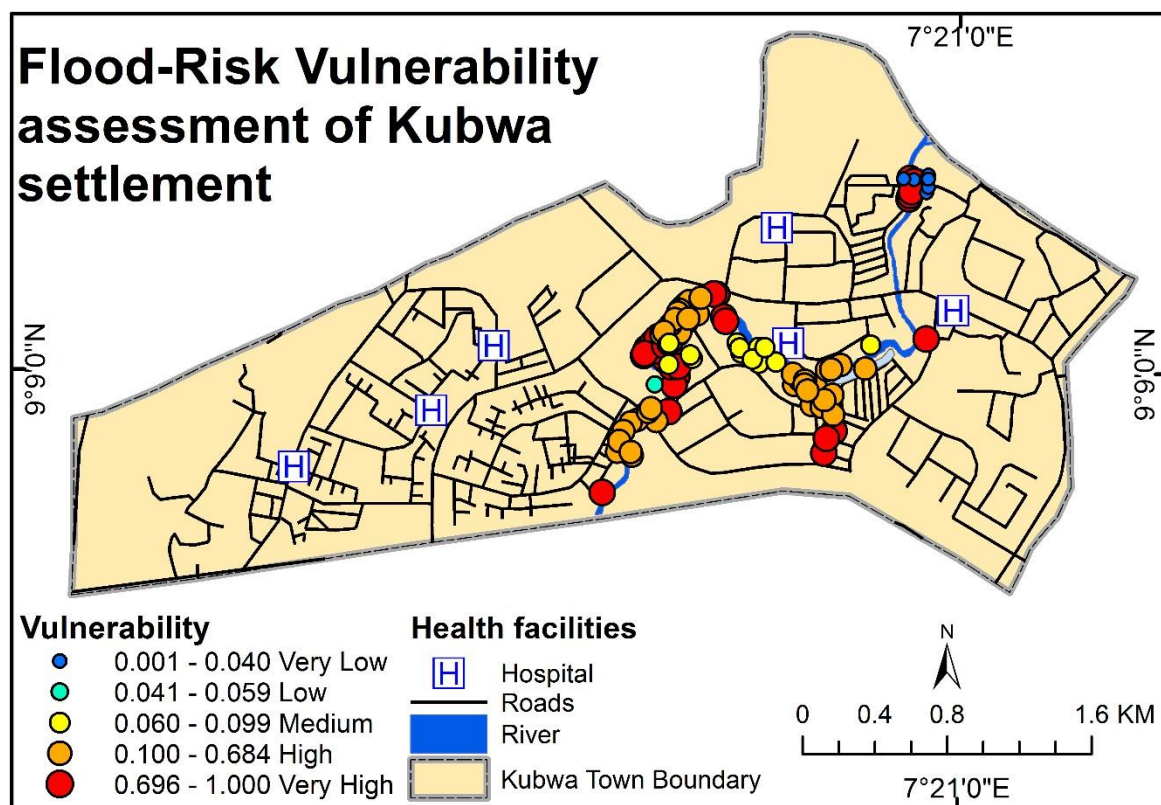 7°21'0"E
Flood-Risk Vulnerability
assessment of Kubwa
settlement
H
H
H
H
H
H
9°6'0"N
9°6'0"N
Vulnerability
0.001 - 0.040 Very Low
0.041 - 0.059 Low
0.060 - 0.099 Medium
0.100 - 0.684 High
0.696 - 1.000 Very High
Health facilities
H Hospital
Roads
River
Kubwa Town Boundary
N
0 0.4 0.8 1.6 KM
7°21'0"E